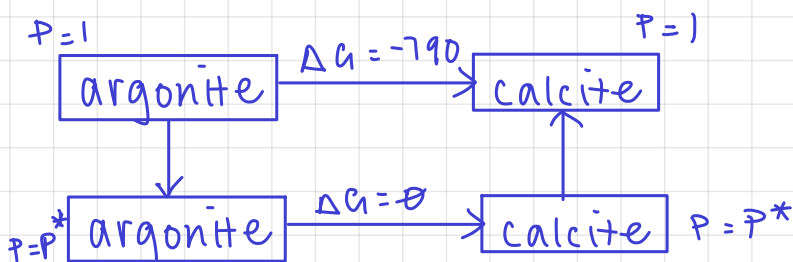 P=1
P=1
argonite ΔG=-790 calcite
P=P* argonite ΔG=0 calcite P=P*